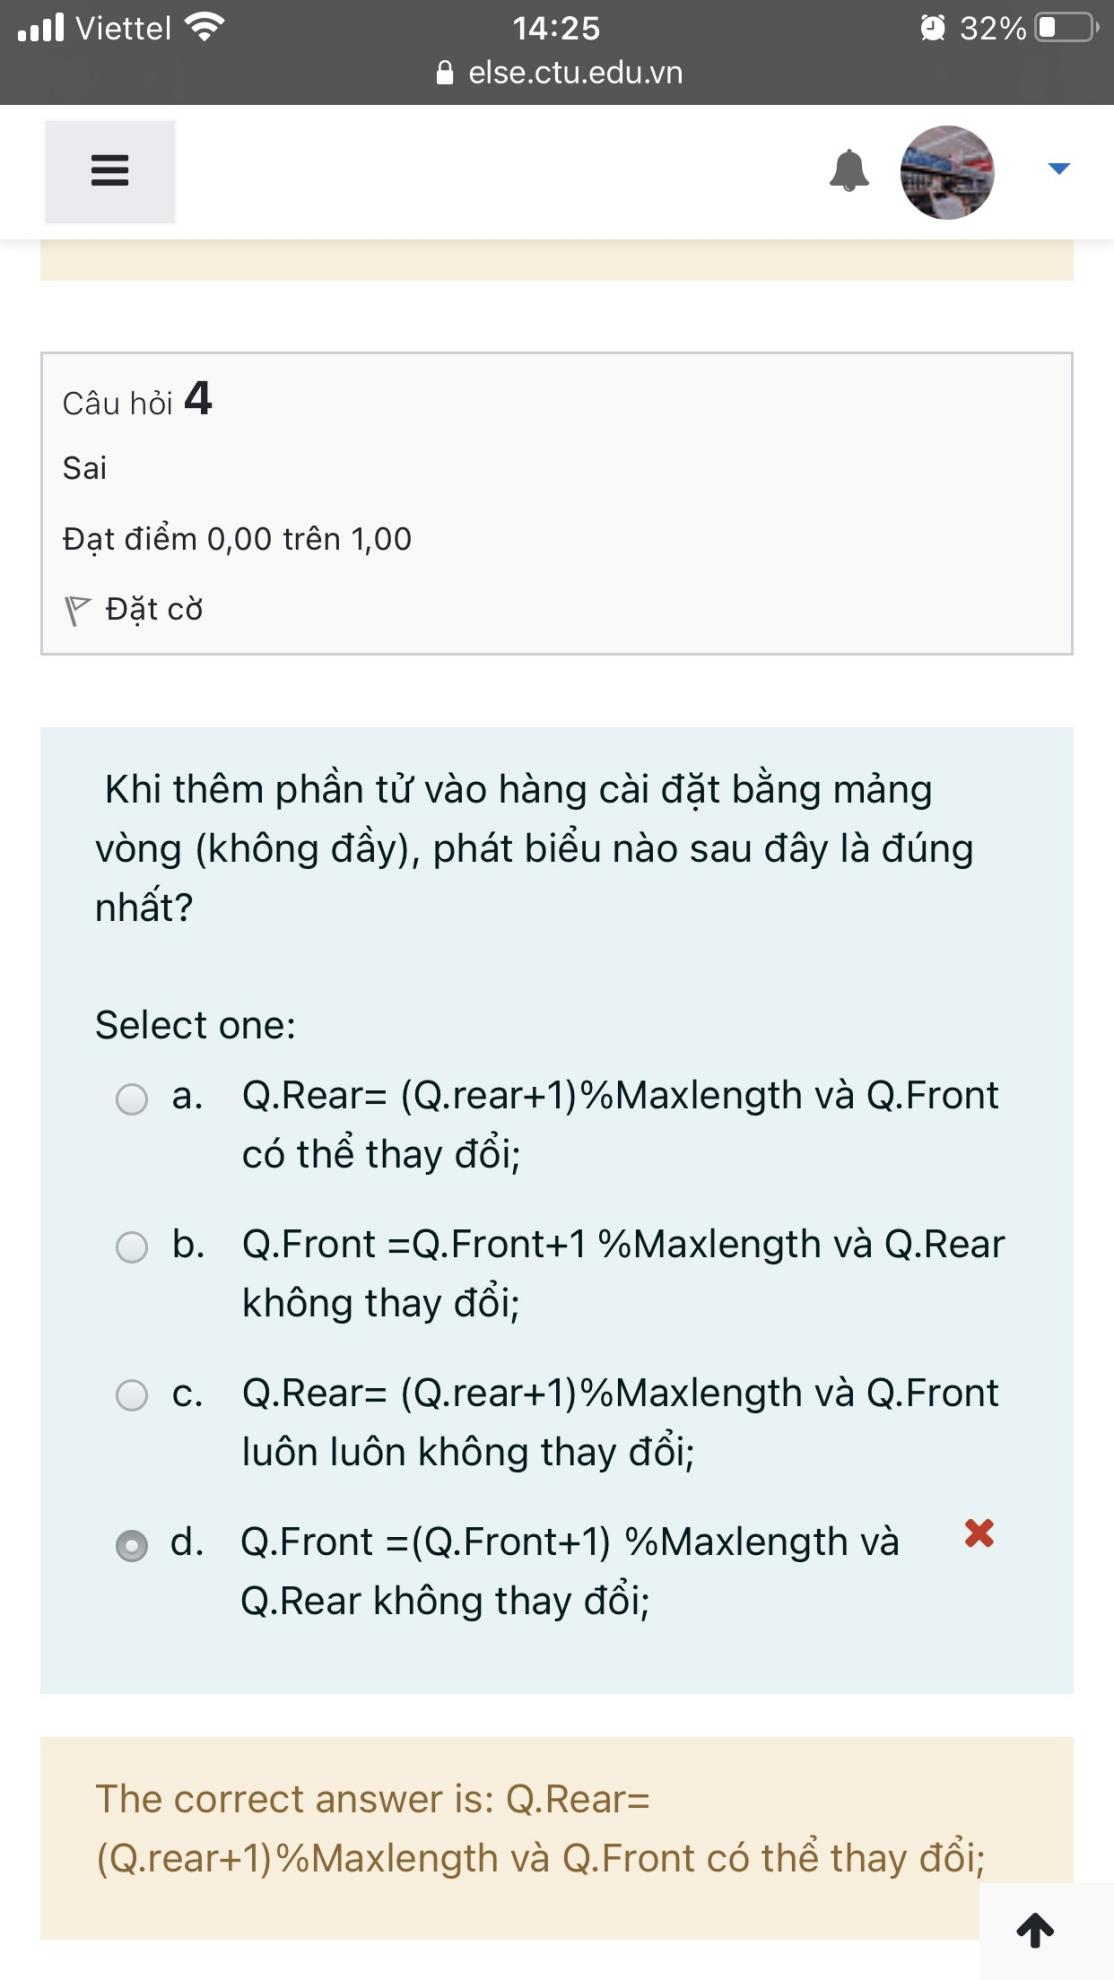 Viettel
14:25
32%
else.ctu.edu.vn
Câu hỏi 4
Sai
Đạt điểm 0,00 trên 1,00
Đặt cờ
Khi thêm phần tử vào hàng cài đặt bằng mảng
vòng (không đầy), phát biểu nào sau đây là đúng
nhất?
Select one:
a. Q.Rear= (Q.rear+1)%Maxlength và Q.Front
có thể thay đổi;
b. Q.Front =Q.Front+1 %Maxlength và Q.Rear
không thay đổi;
c. Q.Rear= (Q.rear+1)%Maxlength và Q.Front
luôn luôn không thay đổi;
d. Q.Front =(Q.Front+1) %Maxlength và
Q.Rear không thay đổi;
The correct answer is: Q.Rear=
(Q.rear+1)%Maxlength và Q.Front có thể thay đổi;